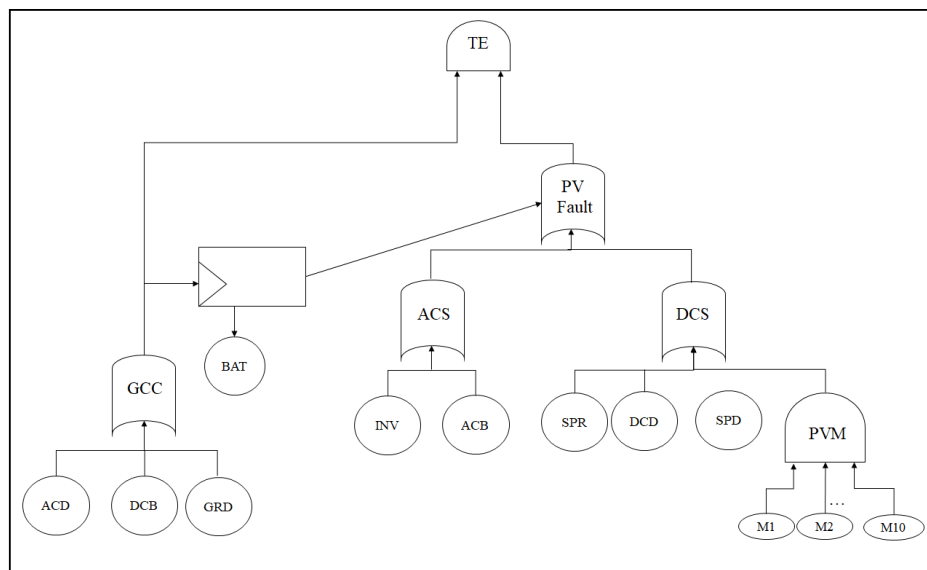 TE
PV
Fault
ACS
DCS
BAT
GCC
INV
ACB
SPR
DCD
SPD
PVM
ACD
DCB
GRD
...
M1
M2
M10